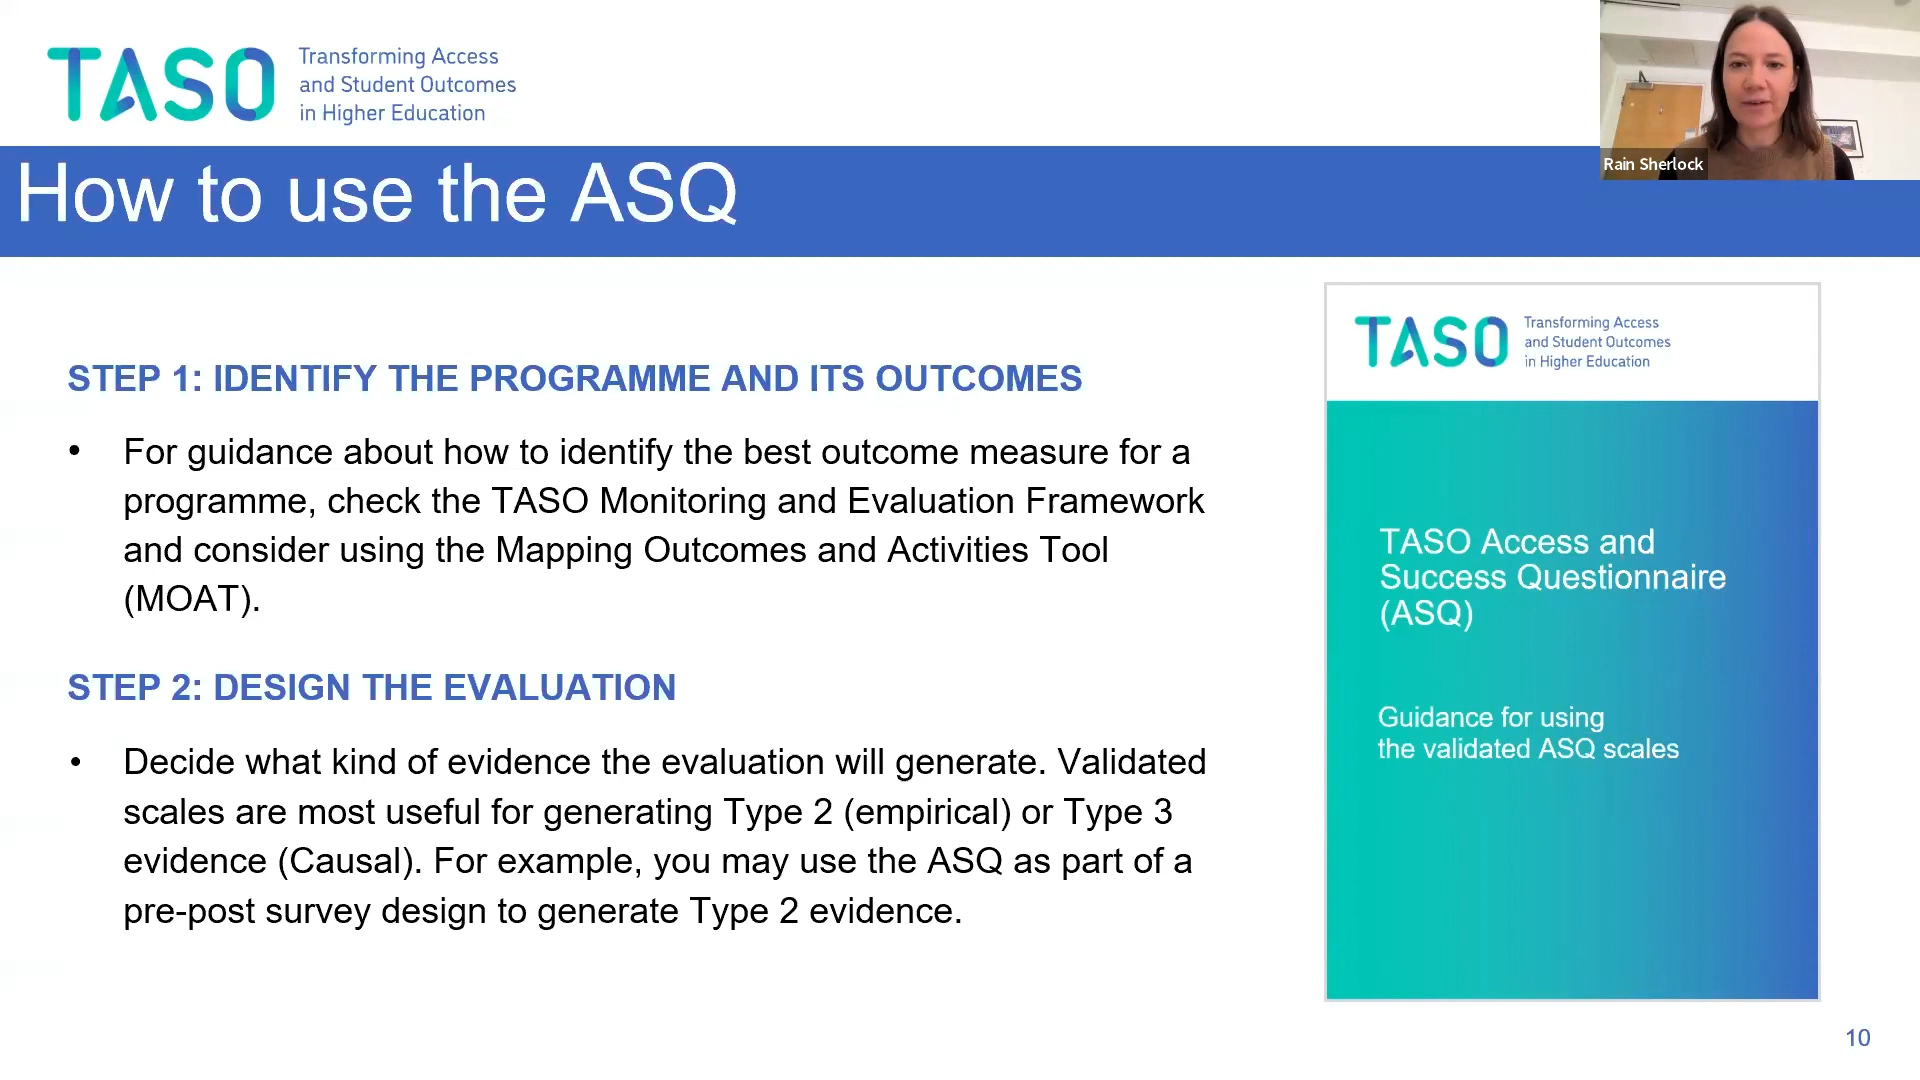 TASO
Transforming Access
and Student Outcomes
in Higher Education
Rain Sherlock
How to use the ASQ
STEP 1: IDENTIFY THE PROGRAMME AND ITS OUTCOMES
• For guidance about how to identify the best outcome measure for a
programme, check the TASO Monitoring and Evaluation Framework
and consider using the Mapping Outcomes and Activities Tool
(MOAT).
STEP 2: DESIGN THE EVALUATION
• Decide what kind of evidence the evaluation will generate. Validated
scales are most useful for generating Type 2 (empirical) or Type 3
evidence (Causal). For example, you may use the ASQ as part of a
pre-post survey design to generate Type 2 evidence.
TASO
Transforming Access
and Student Outcomes
in Higher Education
TASO Access and
Success Questionnaire
(ASQ)
Guidance for using
the validated ASQ scales
10